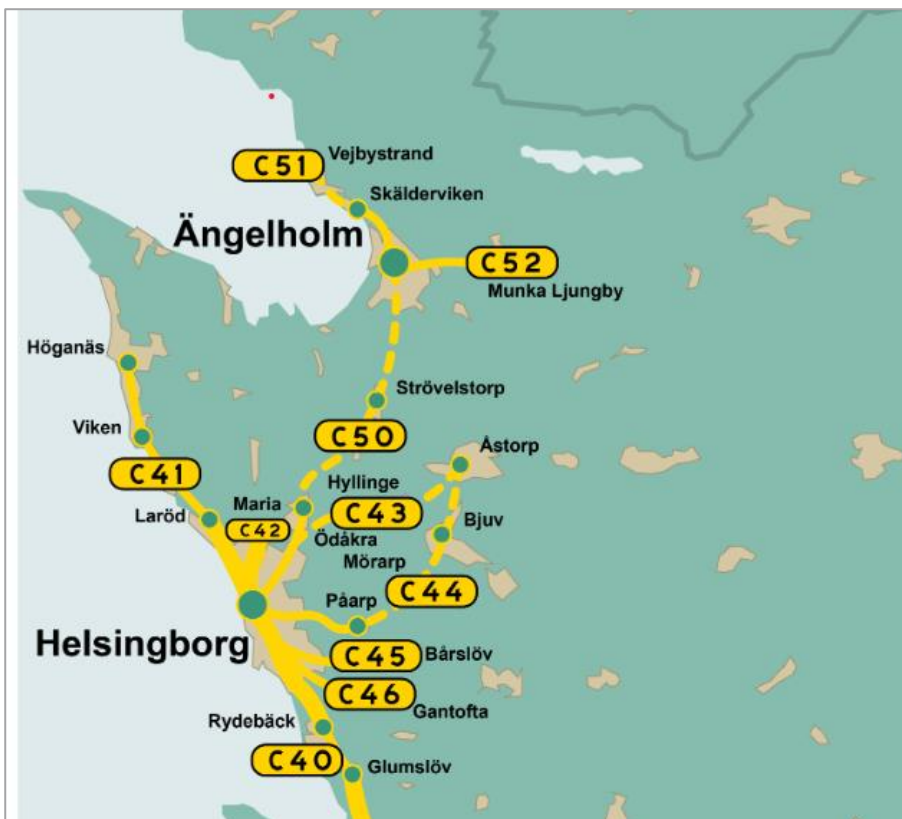 Vejbystrand
C51
Skälderviken
Ängelholm
C52
Munka Ljungby
Höganäs
Strövelstorp
Viken
C50
Åstorp
C41
Hyllinge
Maria
Laröd
C43
Bjuv
C42
Ödåkra
Mörarp
C44
Påarp
Helsingborg
C45
Bårslöv
C46
Gantofta
Rydebäck
C40
Glumslöv